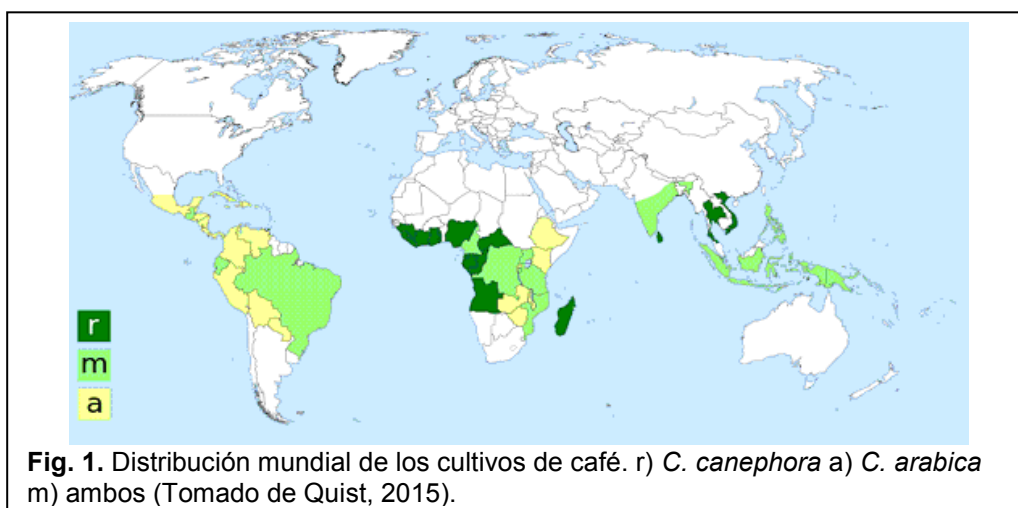 r
m
a
Fig. 1. Distribución mundial de los cultivos de café. r) C. canephora a) C. arabica
m) ambos (Tomado de Quist, 2015).